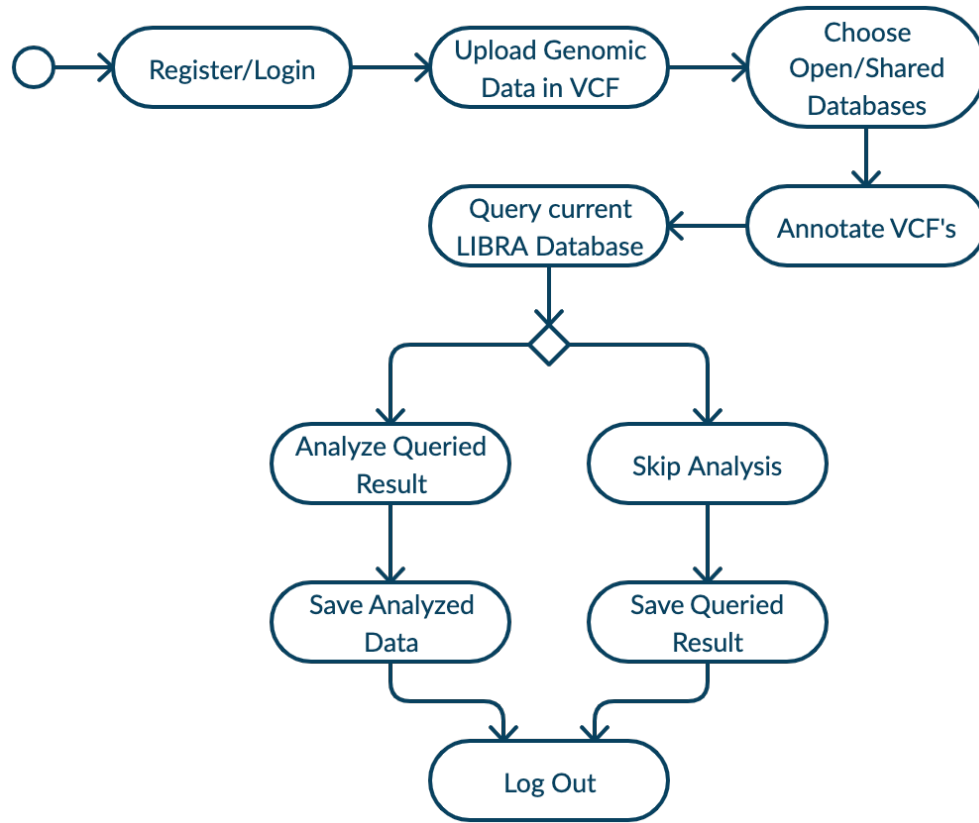 Register/Login
Upload Genomic
Data in VCF
Choose
Open/Shared
Databases
Annotate VCF's
Query current
LIBRA Database
Analyze Queried
Result
Skip Analysis
Save Analyzed
Data
Save Queried
Result
Log Out